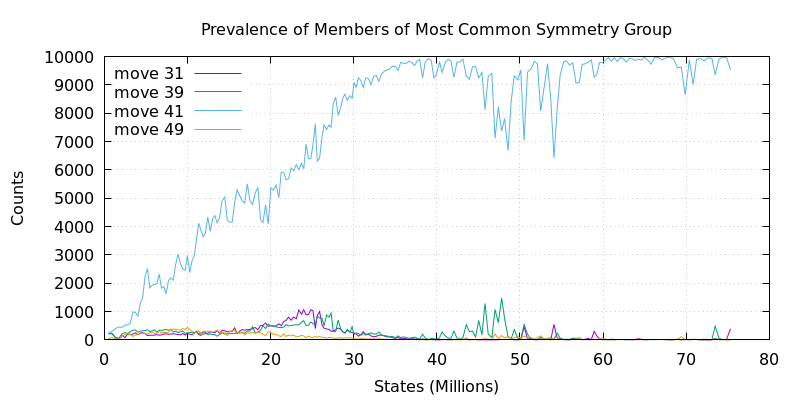 Prevalence of Members of Most Common Symmetry Group
10000
9000
8000
7000
6000
5000
4000
3000
2000
1000
0
Counts
move 31
move 39
move 41
move 49
0 10 20 30 40 50 60 70 80
States (Millions)